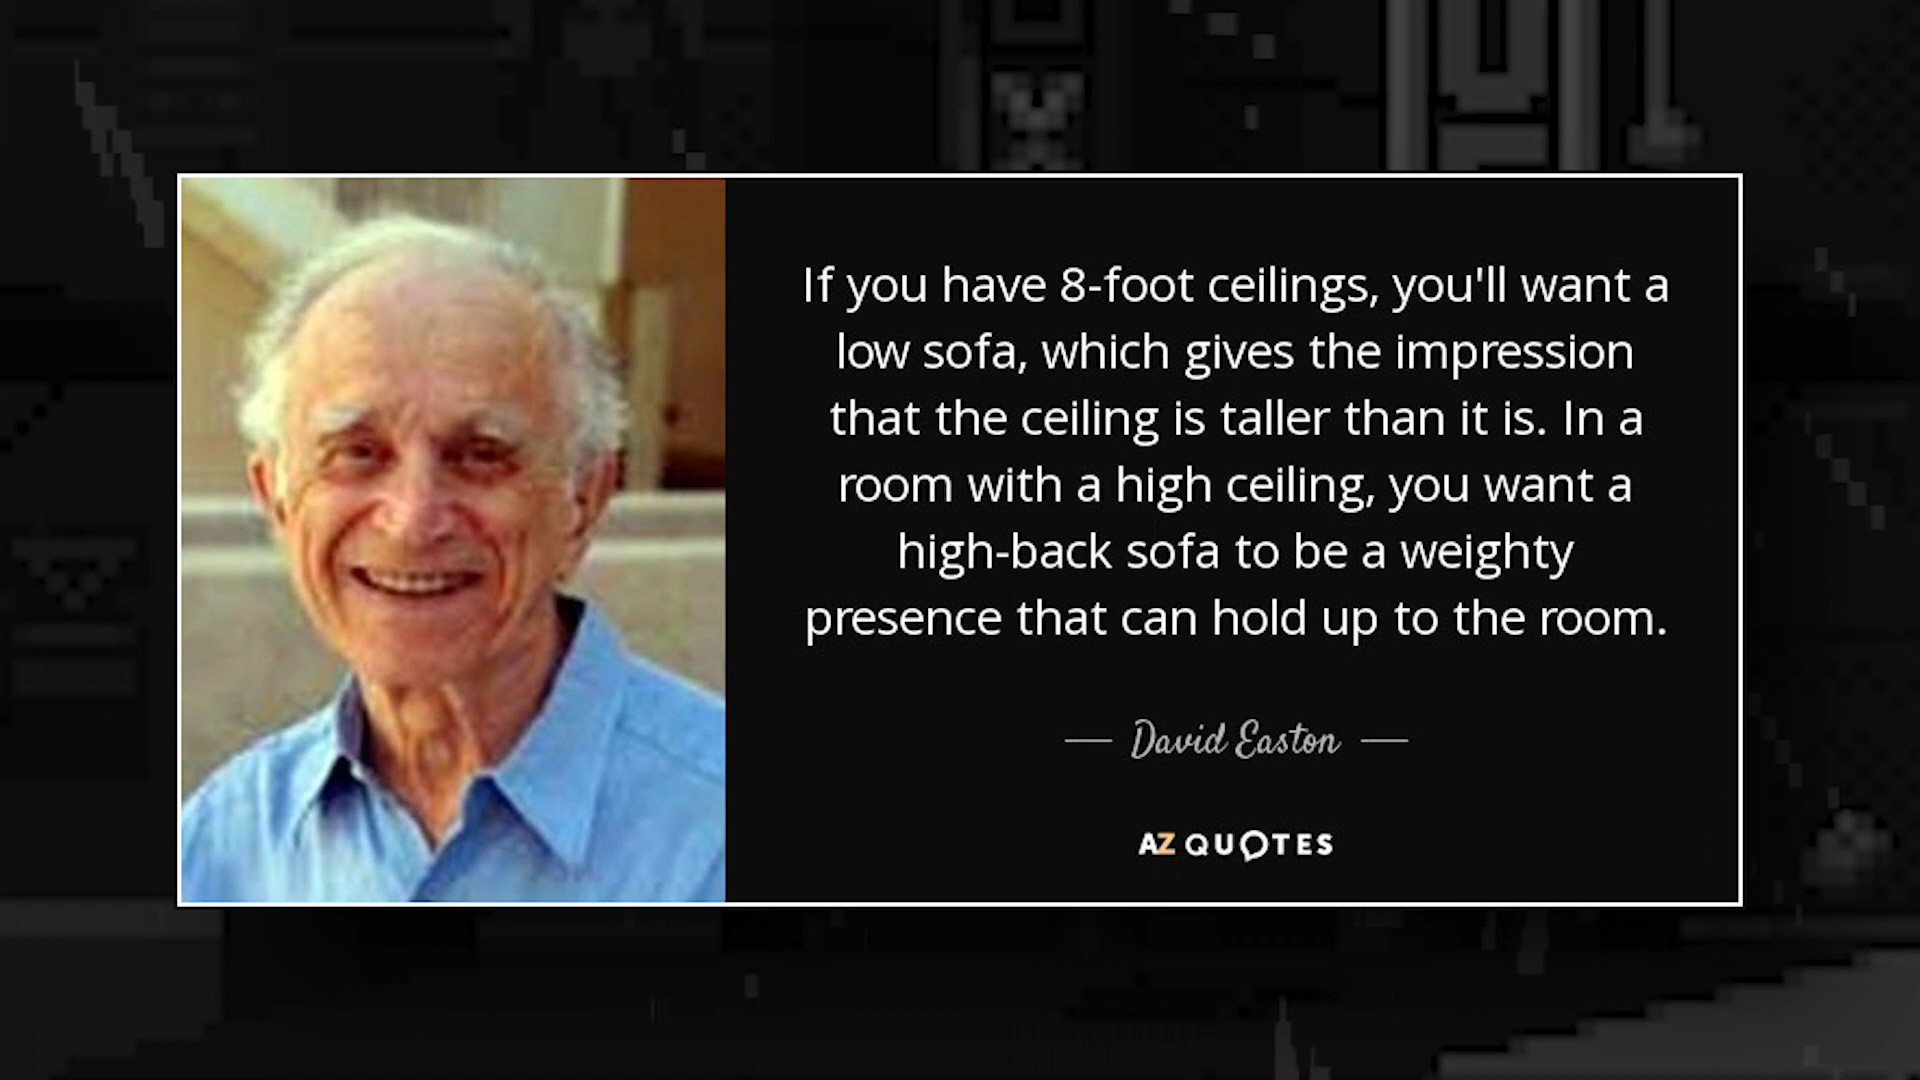 If you have 8-foot ceilings, you'll want a
low sofa, which gives the impression
that the ceiling is taller than it is. In a
room with a high ceiling, you want a
high-back sofa to be a weighty
presence that can hold up to the room.
— David Easton —
AZ QUOTES